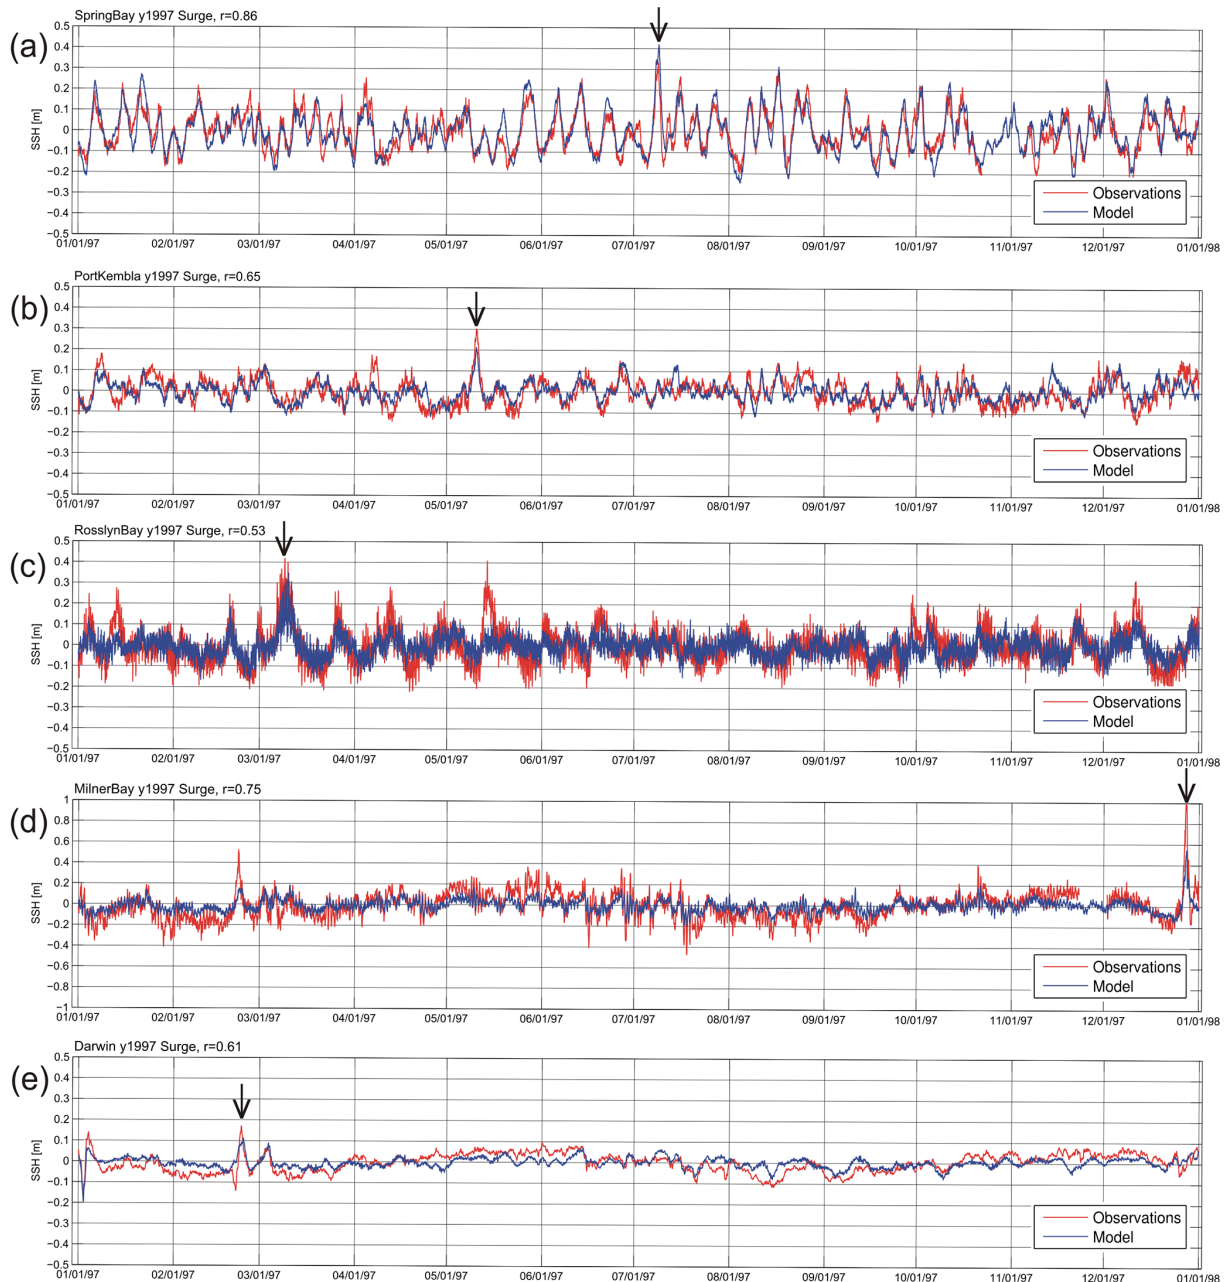 (a)
SpringBay y1997 Surge, r=0.86
0.5
0.4
0.3
0.2
0.1
0
−0.1
−0.2
−0.3
−0.4
−0.5
SSH [m]
Observations
Model
01/01/97 02/01/97 03/01/97 04/01/97 05/01/97 06/01/97 07/01/97 08/01/97 09/01/97 10/01/97 11/01/97 12/01/97 01/01/98
(b)
PortKembla y1997 Surge, r=0.65
0.5
0.4
0.3
0.2
0.1
0
−0.1
−0.2
−0.3
−0.4
−0.5
SSH [m]
Observations
Model
01/01/97 02/01/97 03/01/97 04/01/97 05/01/97 06/01/97 07/01/97 08/01/97 09/01/97 10/01/97 11/01/97 12/01/97 01/01/98
(c)
RosslynBay y1997 Surge, r=0.53
0.5
0.4
0.3
0.2
0.1
0
−0.1
−0.2
−0.3
−0.4
−0.5
SSH [m]
Observations
Model
01/01/97 02/01/97 03/01/97 04/01/97 05/01/97 06/01/97 07/01/97 08/01/97 09/01/97 10/01/97 11/01/97 12/01/97 01/01/98
(d)
MilnerBay y1997 Surge, r=0.75
1
0.8
0.6
0.4
0.2
0
−0.2
−0.4
−0.6
−0.8
−1
SSH [m]
Observations
Model
01/01/97 02/01/97 03/01/97 04/01/97 05/01/97 06/01/97 07/01/97 08/01/97 09/01/97 10/01/97 11/01/97 12/01/97 01/01/98
(e)
Darwin y1997 Surge, r=0.61
0.5
0.4
0.3
0.2
0.1
0
−0.1
−0.2
−0.3
−0.4
−0.5
SSH [m]
Observations
Model
01/01/97 02/01/97 03/01/97 04/01/97 05/01/97 06/01/97 07/01/97 08/01/97 09/01/97 10/01/97 11/01/97 12/01/97 01/01/98